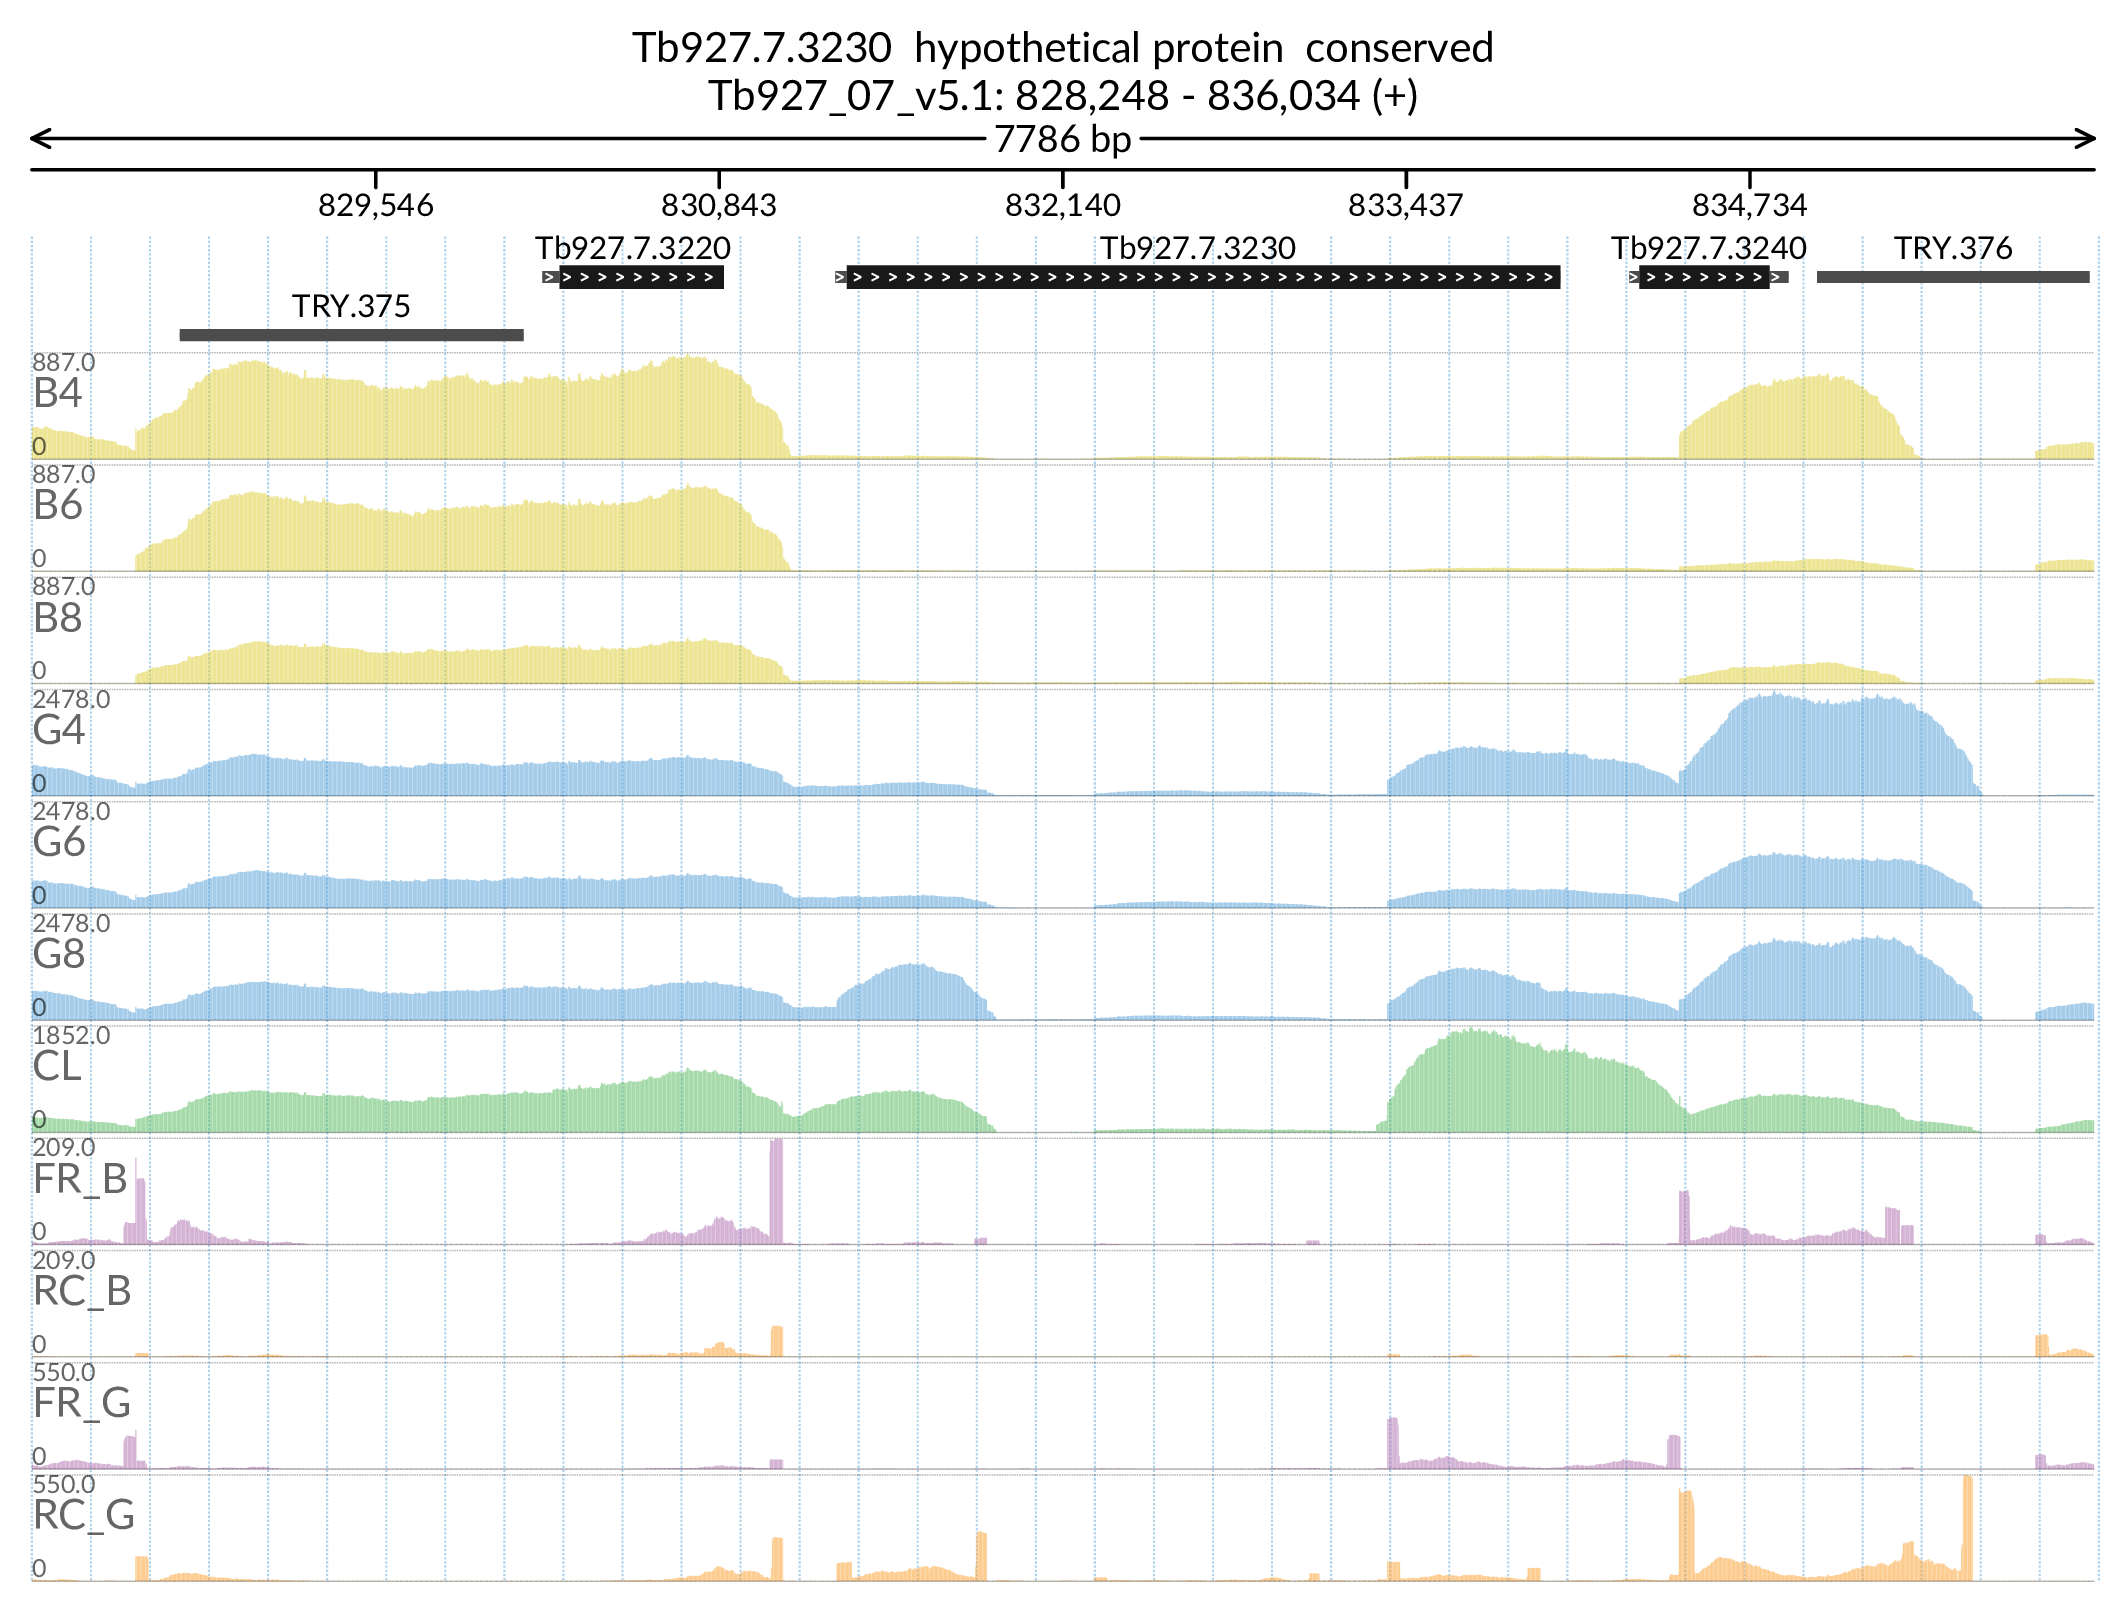 Tb927.7.3230  hypothetical protein  conserved
Tb927_07_v5.1: 828,248 - 836,034 (+)
7786 bp
829,546 830,843 832,140 833,437 834,734
Tb927.7.3220 Tb927.7.3230 Tb927.7.3240 TRY.376
TRY.375
887.0
B4
0
887.0
B6
0
887.0
B8
0
2478.0
G4
0
2478.0
G6
0
2478.0
G8
0
1852.0
CL
0
209.0
FR_B
0
209.0
RC_B
0
550.0
FR_G
0
550.0
RC_G
0